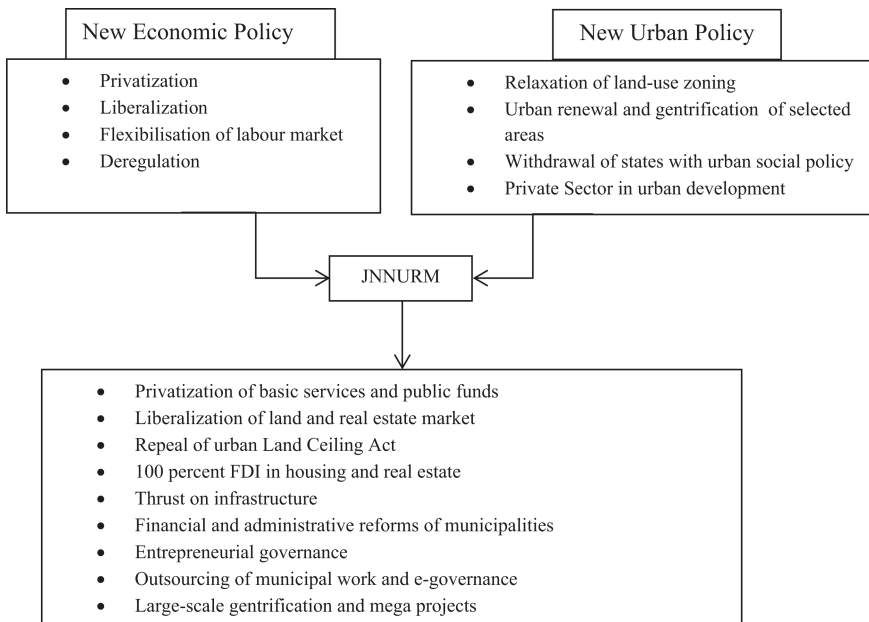 New Economic Policy
• Privatization
• Liberalization
• Flexibilisation of labour market
• Deregulation
New Urban Policy
• Relaxation of land-use zoning
• Urban renewal and gentrification of selected
areas
• Withdrawal of states with urban social policy
• Private Sector in urban development
JNNURM
• Privatization of basic services and public funds
• Liberalization of land and real estate market
• Repeal of urban Land Ceiling Act
• 100 percent FDI in housing and real estate
• Thrust on infrastructure
• Financial and administrative reforms of municipalities
• Entrepreneurial governance
• Outsourcing of municipal work and e-governance
• Large-scale gentrification and mega projects